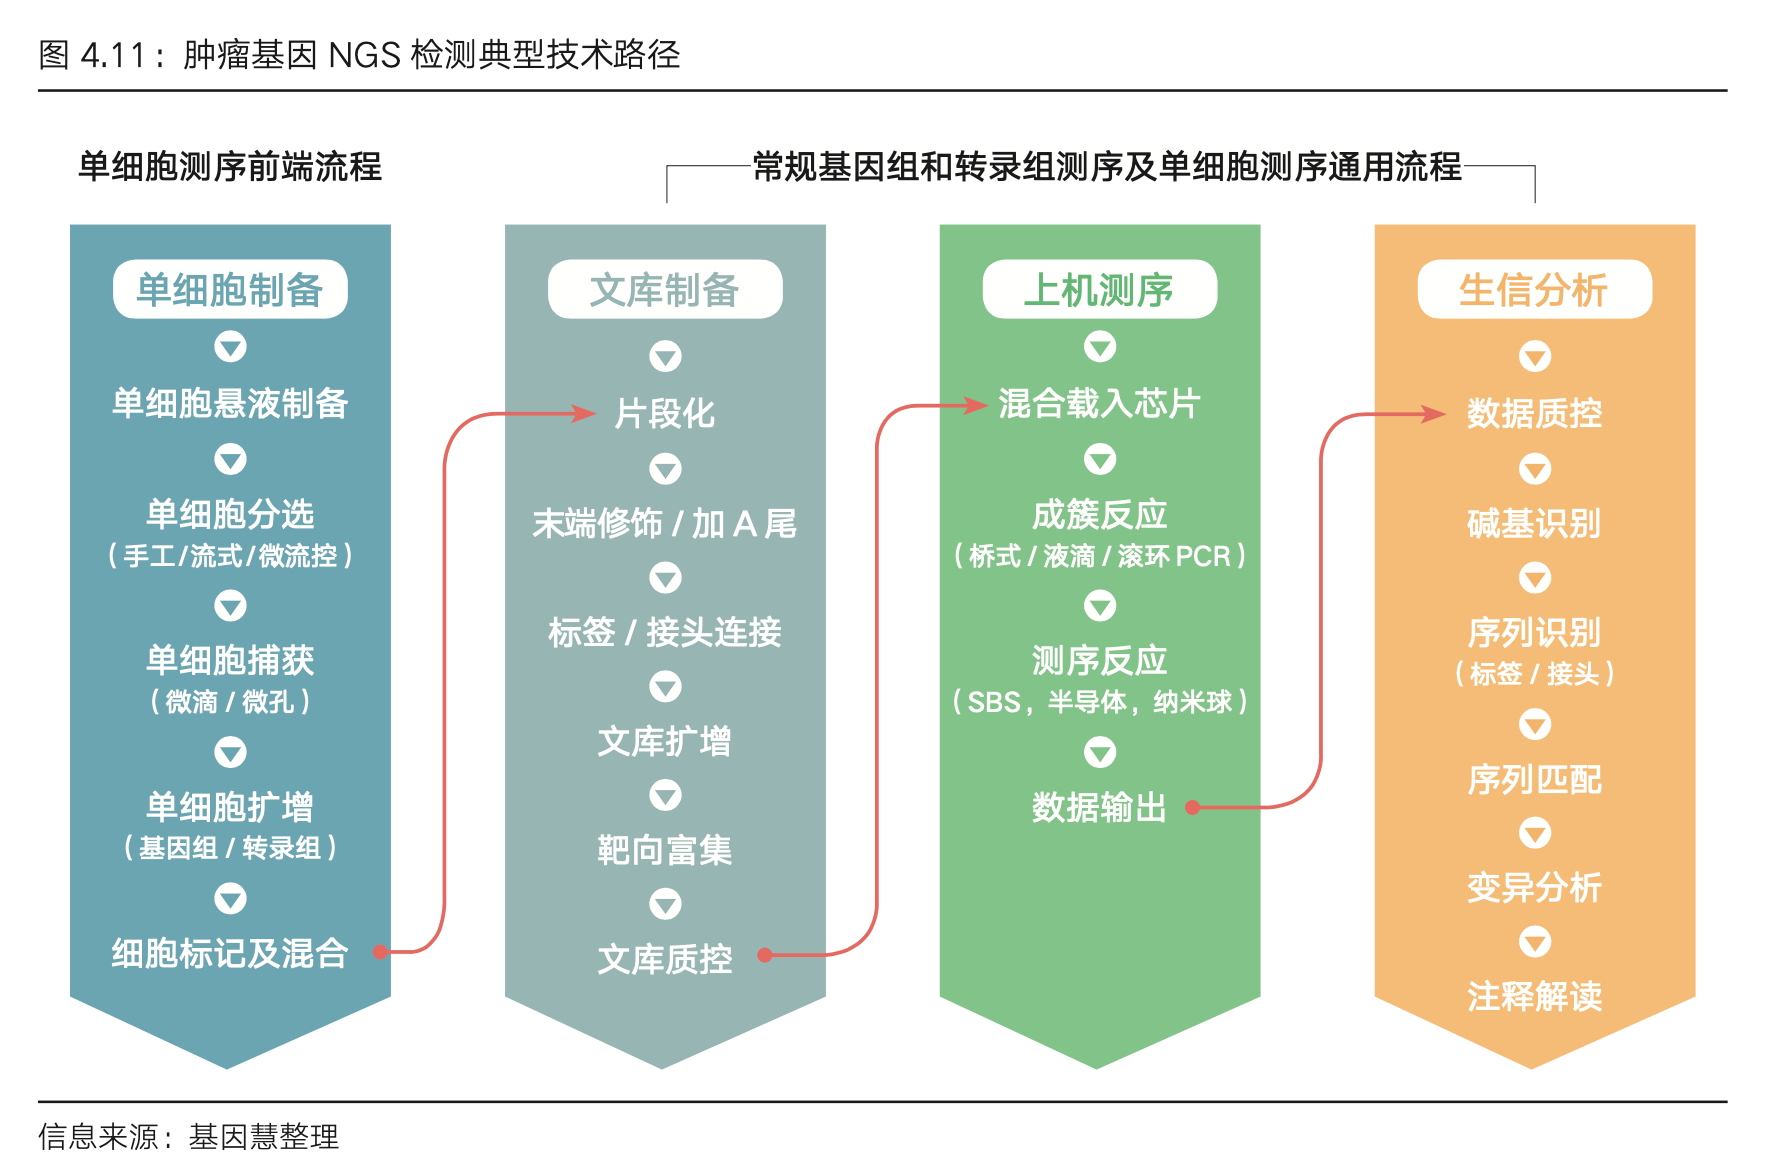 图 4.11：肿瘤基因 NGS 检测典型技术路径
单细胞测序前端流程
常规基因组和转录组测序及单细胞测序通用流程
单细胞制备
单细胞悬液制备
单细胞分选
（手工/流式/微流控）
单细胞捕获
（微滴 / 微孔）
单细胞扩增
（基因组 / 转录组）
细胞标记及混合
文库制备
片段化
末端修饰 / 加 A 尾
标签 / 接头连接
文库扩增
靶向富集
文库质控
上机测序
混合载入芯片
成簇反应
（桥式 / 液滴 / 滚环 PCR）
测序反应
（SBS，半导体，纳米球）
数据输出
生信分析
数据质控
碱基识别
序列识别
（标签 / 接头）
序列匹配
变异分析
注释解读
信息来源：基因慧整理